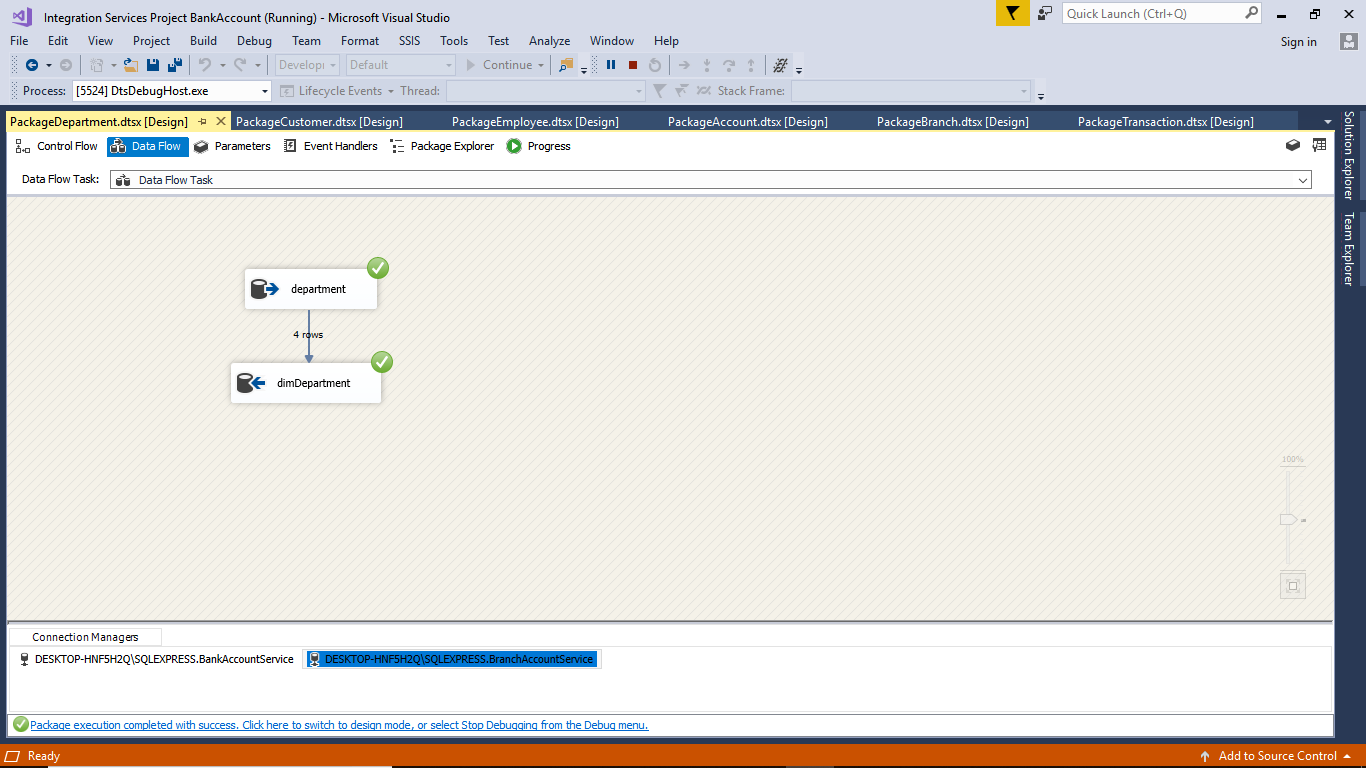 Integration Services Project BankAccount (Running) - Microsoft Visual Studio
Quick Launch (Ctrl+Q)
File Edit View Project Build Debug Team Format SSIS Tools Test Analyze Window Help
Sign in
Develop Default Continue
Process: [5524] DtsDebugHost.exe Lifecycle Events Thread: Stack Frame:
PackageDepartment.dtsx [Design] PackageCustomer.dtsx [Design] PackageEmployee.dtsx [Design] PackageAccount.dtsx [Design] PackageBranch.dtsx [Design] PackageTransaction.dtsx [Design]
Control Flow Data Flow Parameters Event Handlers Package Explorer Progress
Data Flow Task: Data Flow Task
Solution Explorer
Team Explorer
department
4 rows
dimDepartment
100%
Connection Managers
DESKTOP-HNF5H2Q\SQLEXPRESS.BankAccountService DESKTOP-HNF5H2Q\SQLEXPRESS.BranchAccountService
Package execution completed with success. Click here to switch to design mode, or select Stop Debugging from the Debug menu.
Ready
Add to Source Control